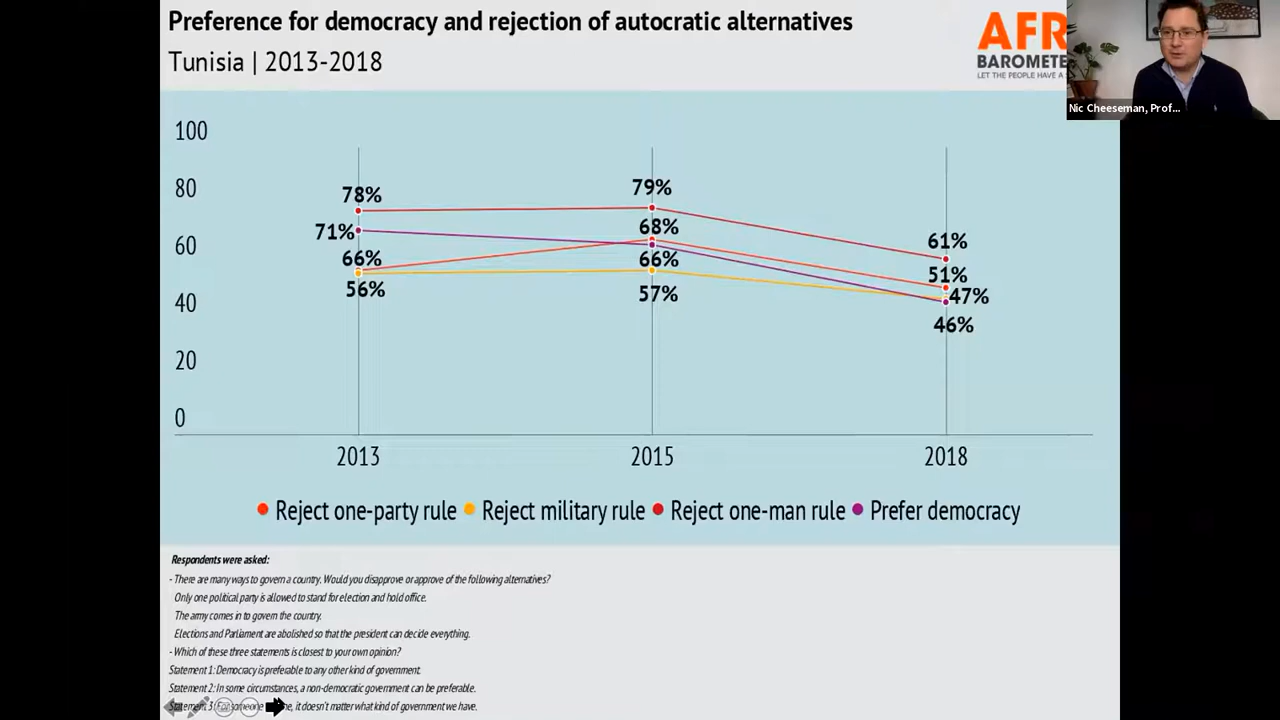 Preference for democracy and rejection of autocratic alternatives
Tunisia | 2013-2018
AFR
BAROMETE
LET THE PEOPLE HAVE A
Nic Cheeseman, Prof...
100
80
60
40
20
0
78%
71%
66%
56%
79%
68%
66%
57%
61%
51%
47%
46%
2013 2015 2018
Reject one-party rule Reject military rule Reject one-man rule Prefer democracy
Respondents were asked:
- There are many ways to govern a country. Would you disapprove or approve of the following alternatives?
Only one political party is allowed to stand for election and hold office.
The army comes in to govern the country.
Elections and Parliament are abolished so that the president can decide everything.
- Which of these three statements is closest to your own opinion?
Statement 1: Democracy is preferable to any other kind of government.
Statement 2: In some circumstances, a non-democratic government can be preferable.
Statement 3: For someone it doesn't matter what kind of government we have.